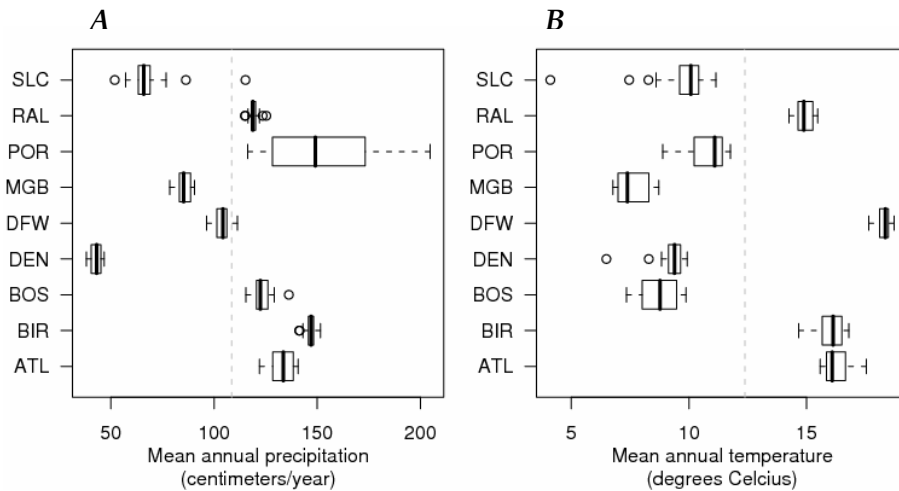 A
B
SLC
RAL
POR
MGB
DFW
DEN
BOS
BIR
ATL
50 100 150 200
Mean annual precipitation
(centimeters/year)
SLC
RAL
POR
MGB
DFW
DEN
BOS
BIR
ATL
5 10 15
Mean annual temperature
(degrees Celcius)